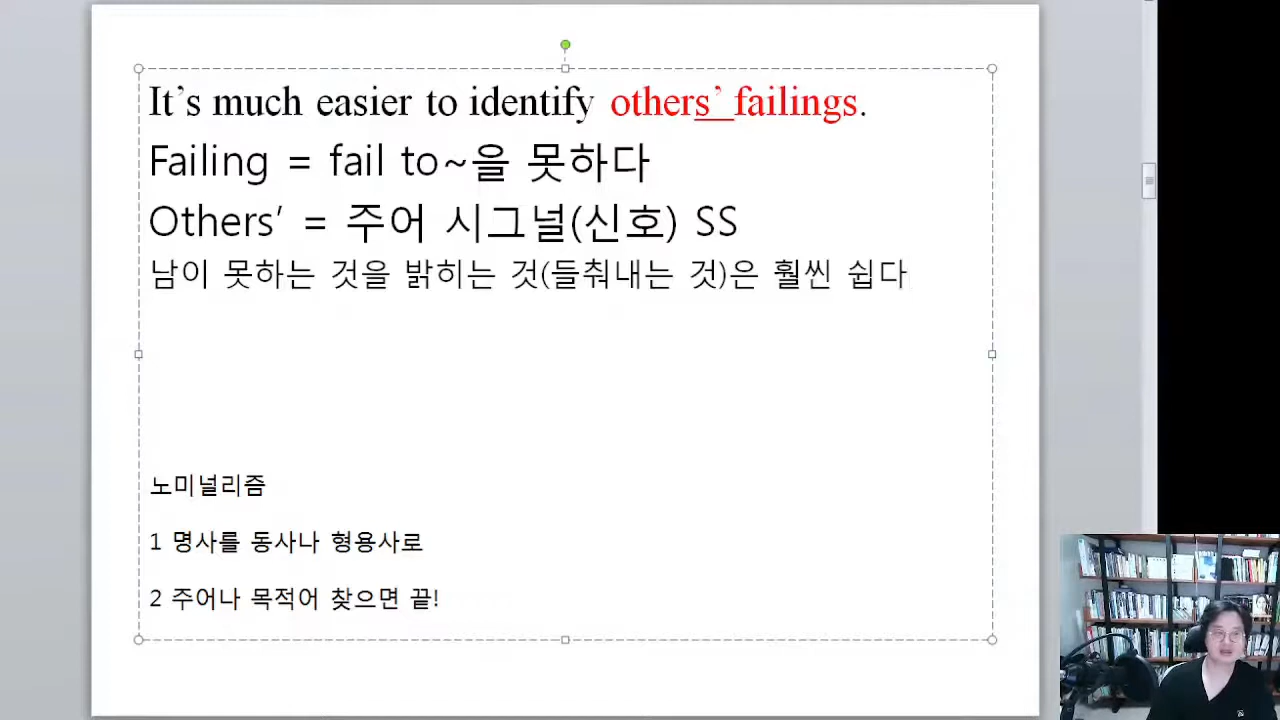 It's much easier to identify others' failings.
Failing = fail to~을 못하다
Others' = 주어 시그널(신호) SS
남이 못하는 것을 밝히는 것(들춰내는 것)은 훨씬 쉽다
노미널리즘
1 명사를 동사나 형용사로
2 주어나 목적어 찾으면 끝!